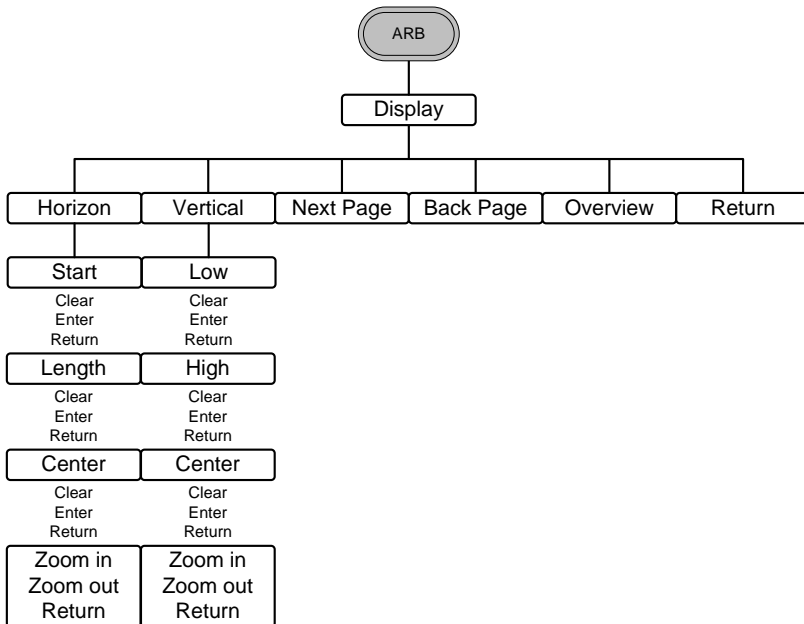 ARB
Display
Horizon Vertical Next Page Back Page Overview Return
Start Low
Clear Clear
Enter Enter
Return Return
Length High
Clear Clear
Enter Enter
Return Return
Center Center
Clear Clear
Enter Enter
Return Return
Zoom in Zoom in
Zoom out Zoom out
Return Return